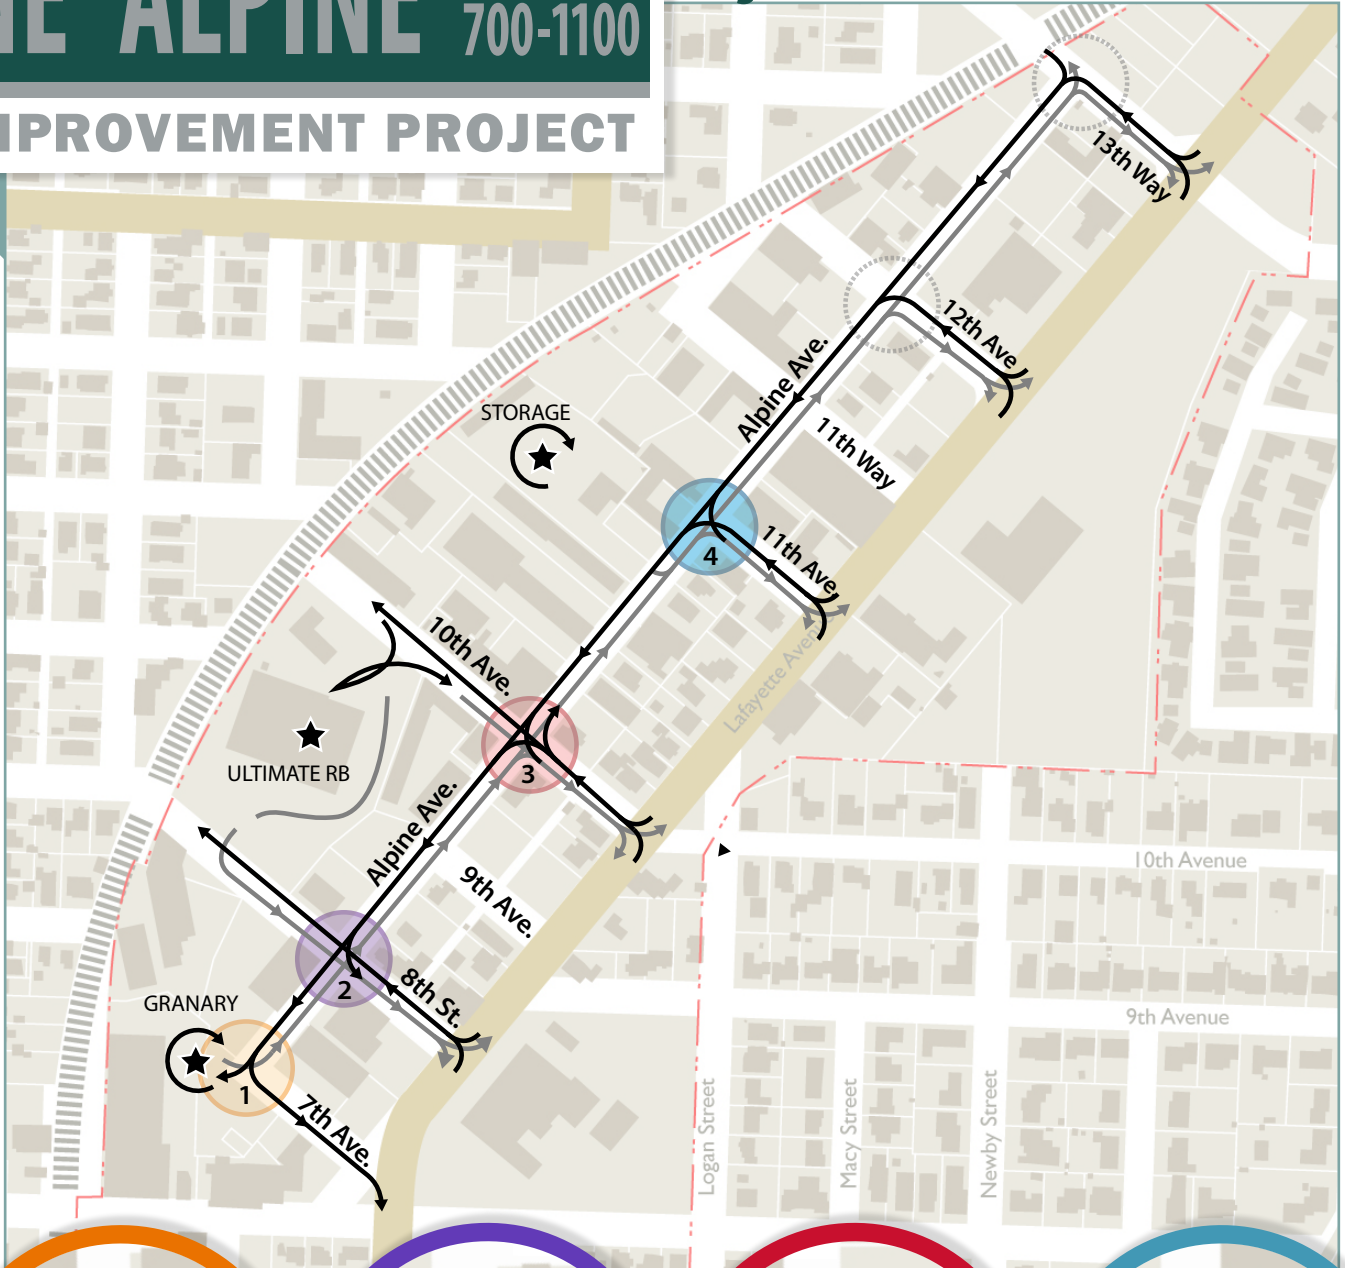 ALPINE
700-1100
MPROVEMENT PROJECT
13th Way
12th Ave.
Alpine Ave.
11th Way
STORAGE
4
11th Ave.
10th Ave.
Lafayette Avenue
ULTIMATE RB
3
Alpine Ave.
9th Ave.
10th Avenue
2
8th St.
GRANARY
9th Avenue
1
7th Ave.
Logan Street
Macy Street
Newby Street